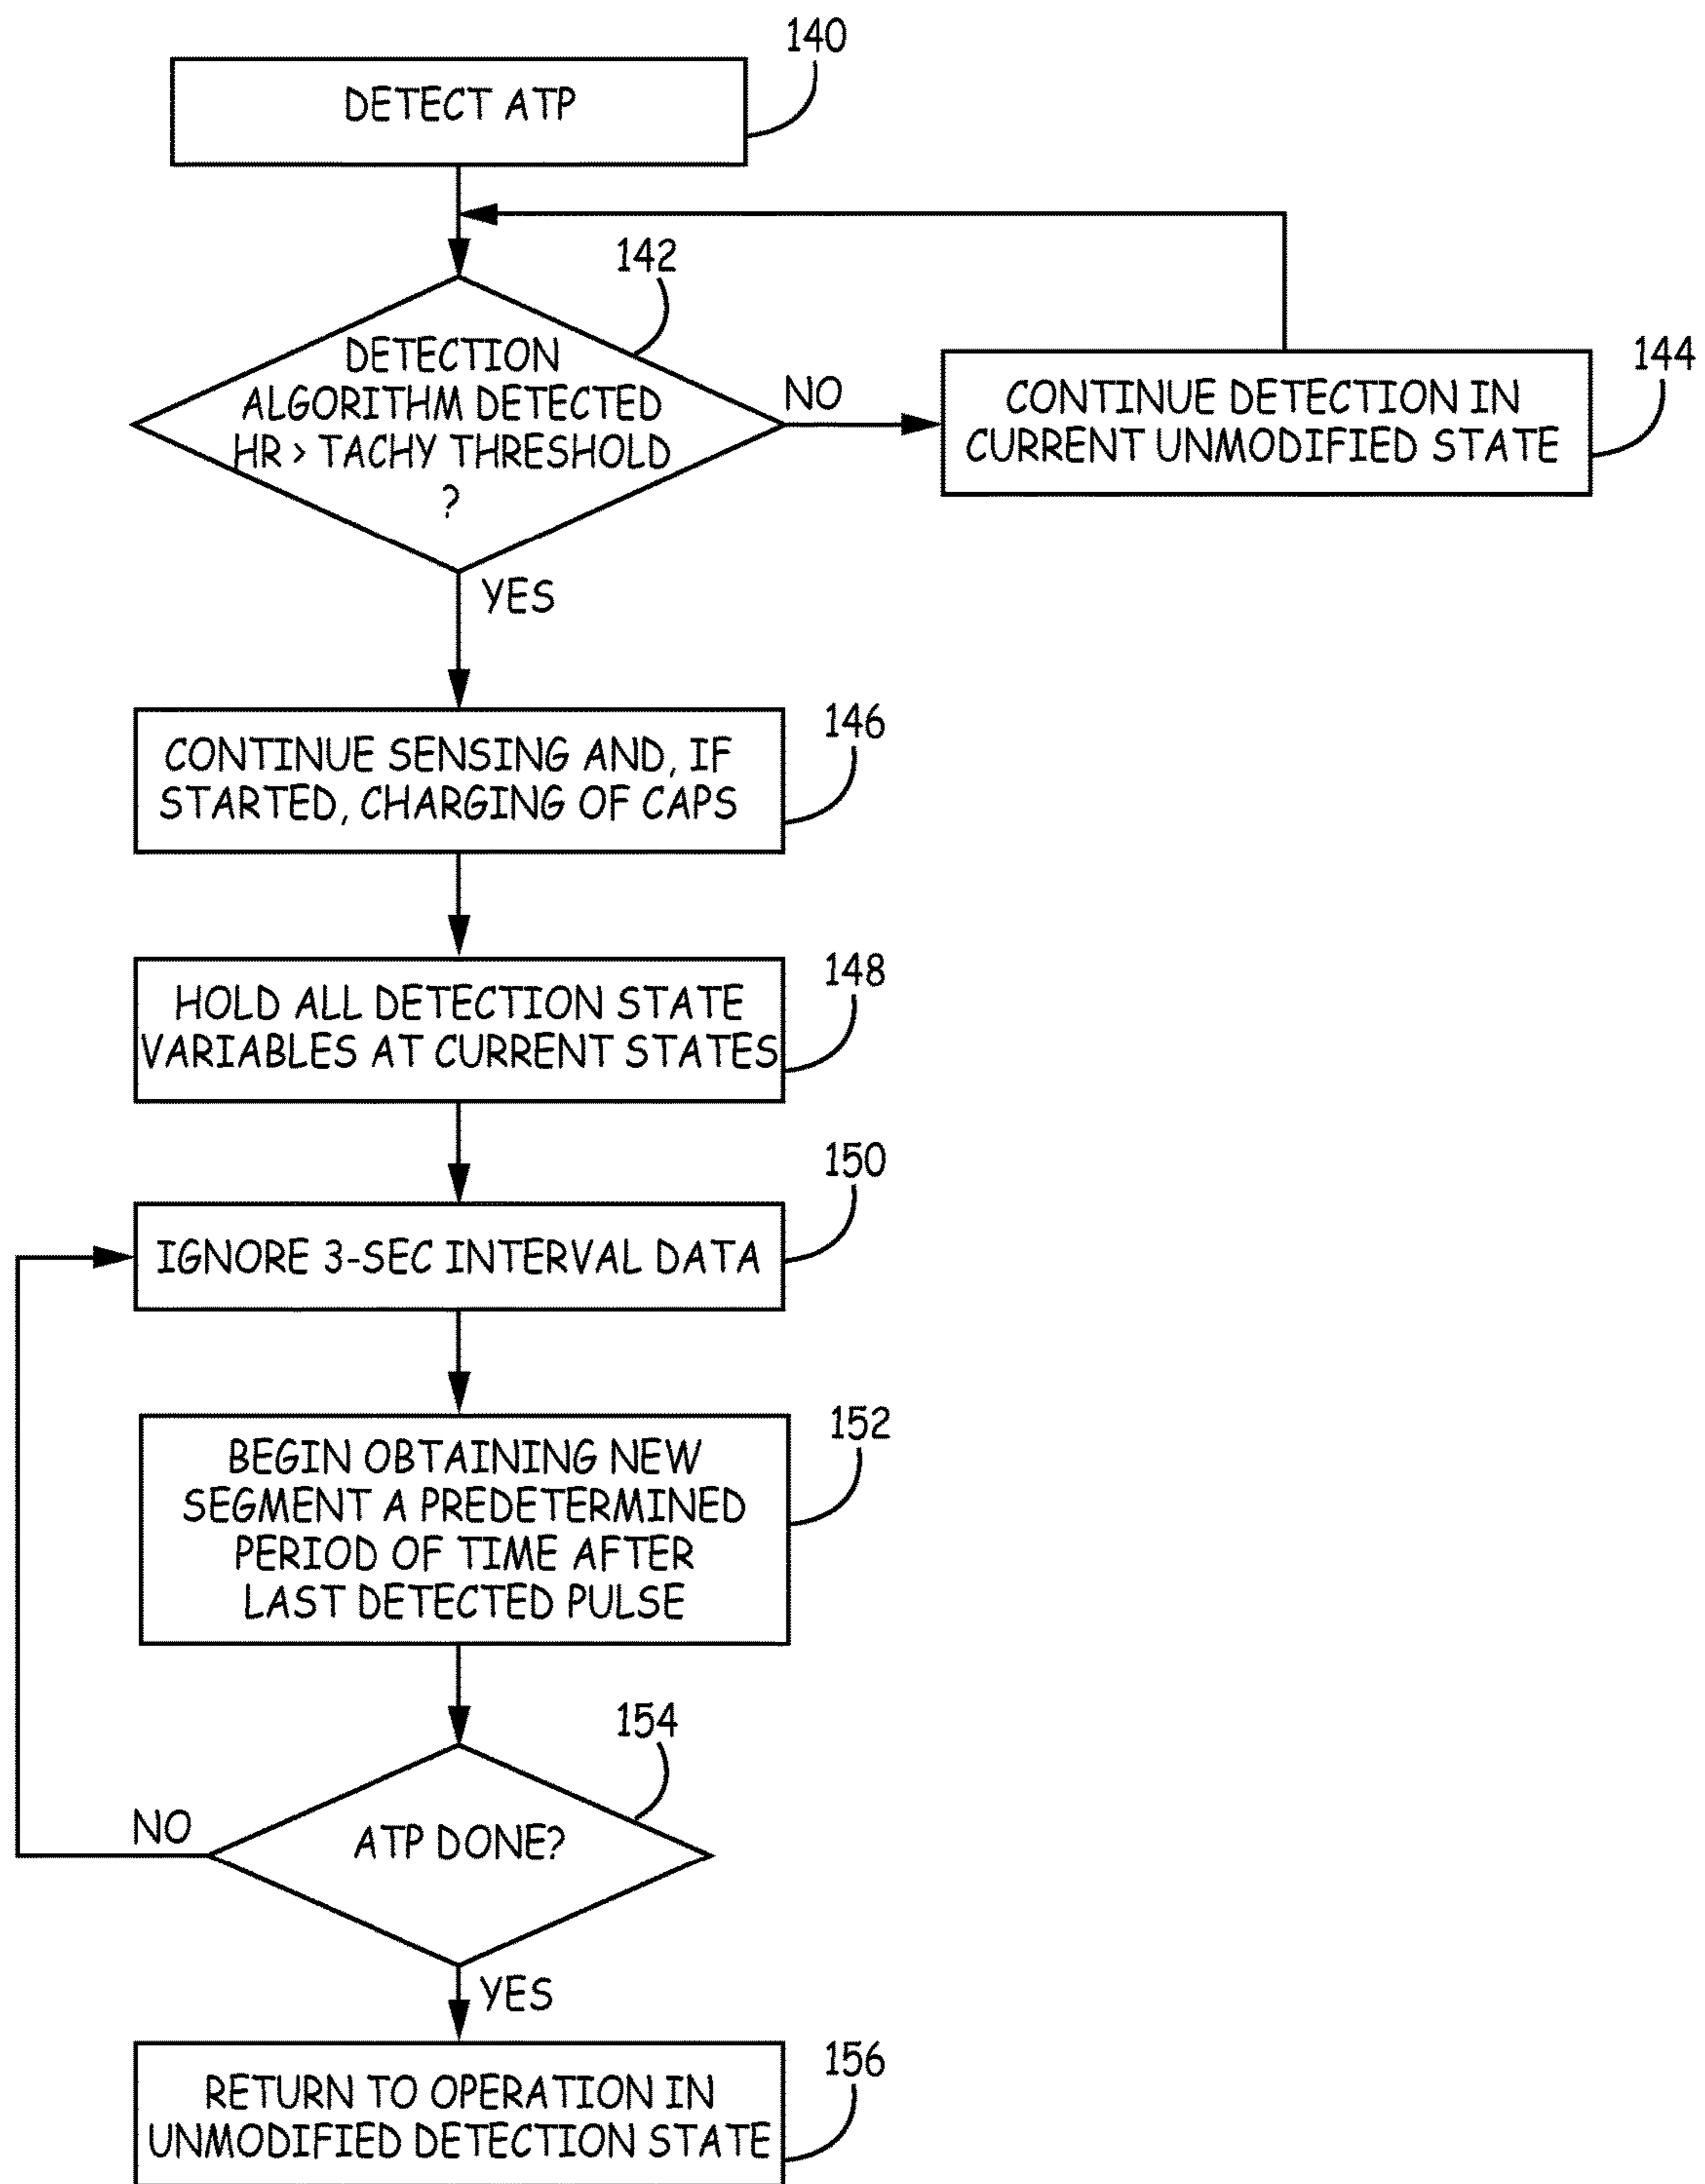 140
DETECT ATP
142
DETECTION
ALGORITHM DETECTED
HR > TACHY THRESHOLD
?
NO
144
CONTINUE DETECTION IN
CURRENT UNMODIFIED STATE
YES
146
CONTINUE SENSING AND, IF
STARTED, CHARGING OF CAPS
148
HOLD ALL DETECTION STATE
VARIABLES AT CURRENT STATES
150
IGNORE 3-SEC INTERVAL DATA
152
BEGIN OBTAINING NEW
SEGMENT A PREDETERMINED
PERIOD OF TIME AFTER
LAST DETECTED PULSE
154
NO
ATP DONE?
YES
156
RETURN TO OPERATION IN
UNMODIFIED DETECTION STATE